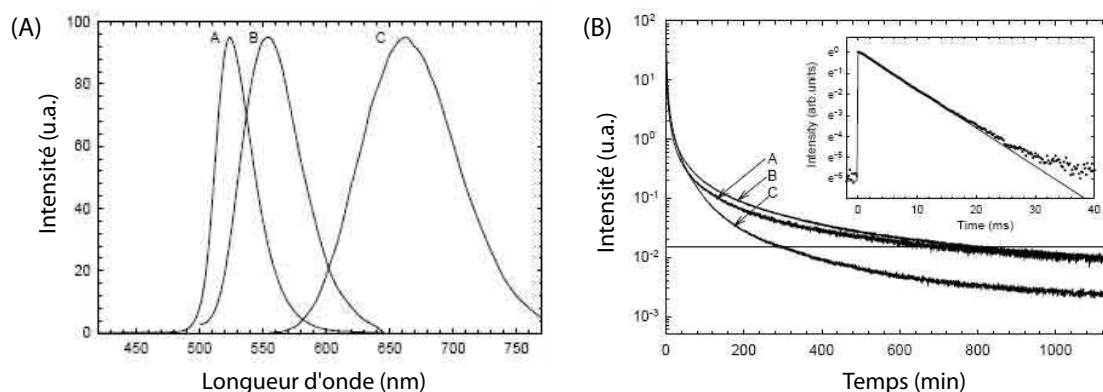 (A)
A B C
100
80
60
40
20
0
Intensité (u.a.)
450 500 550 600 650 700 750
Longueur d'onde (nm)
(B)
10²
10¹
10⁰
10⁻¹
10⁻²
10⁻³
Intensité (u.a.)
A
B
C
0 200 400 600 800 1000
Temps (min)
e⁰
e⁻¹
e⁻²
e⁻³
e⁻⁴
e⁻⁵
e⁻⁶
Intensity (arb.units)
0 10 20 30 40
Time (ms)